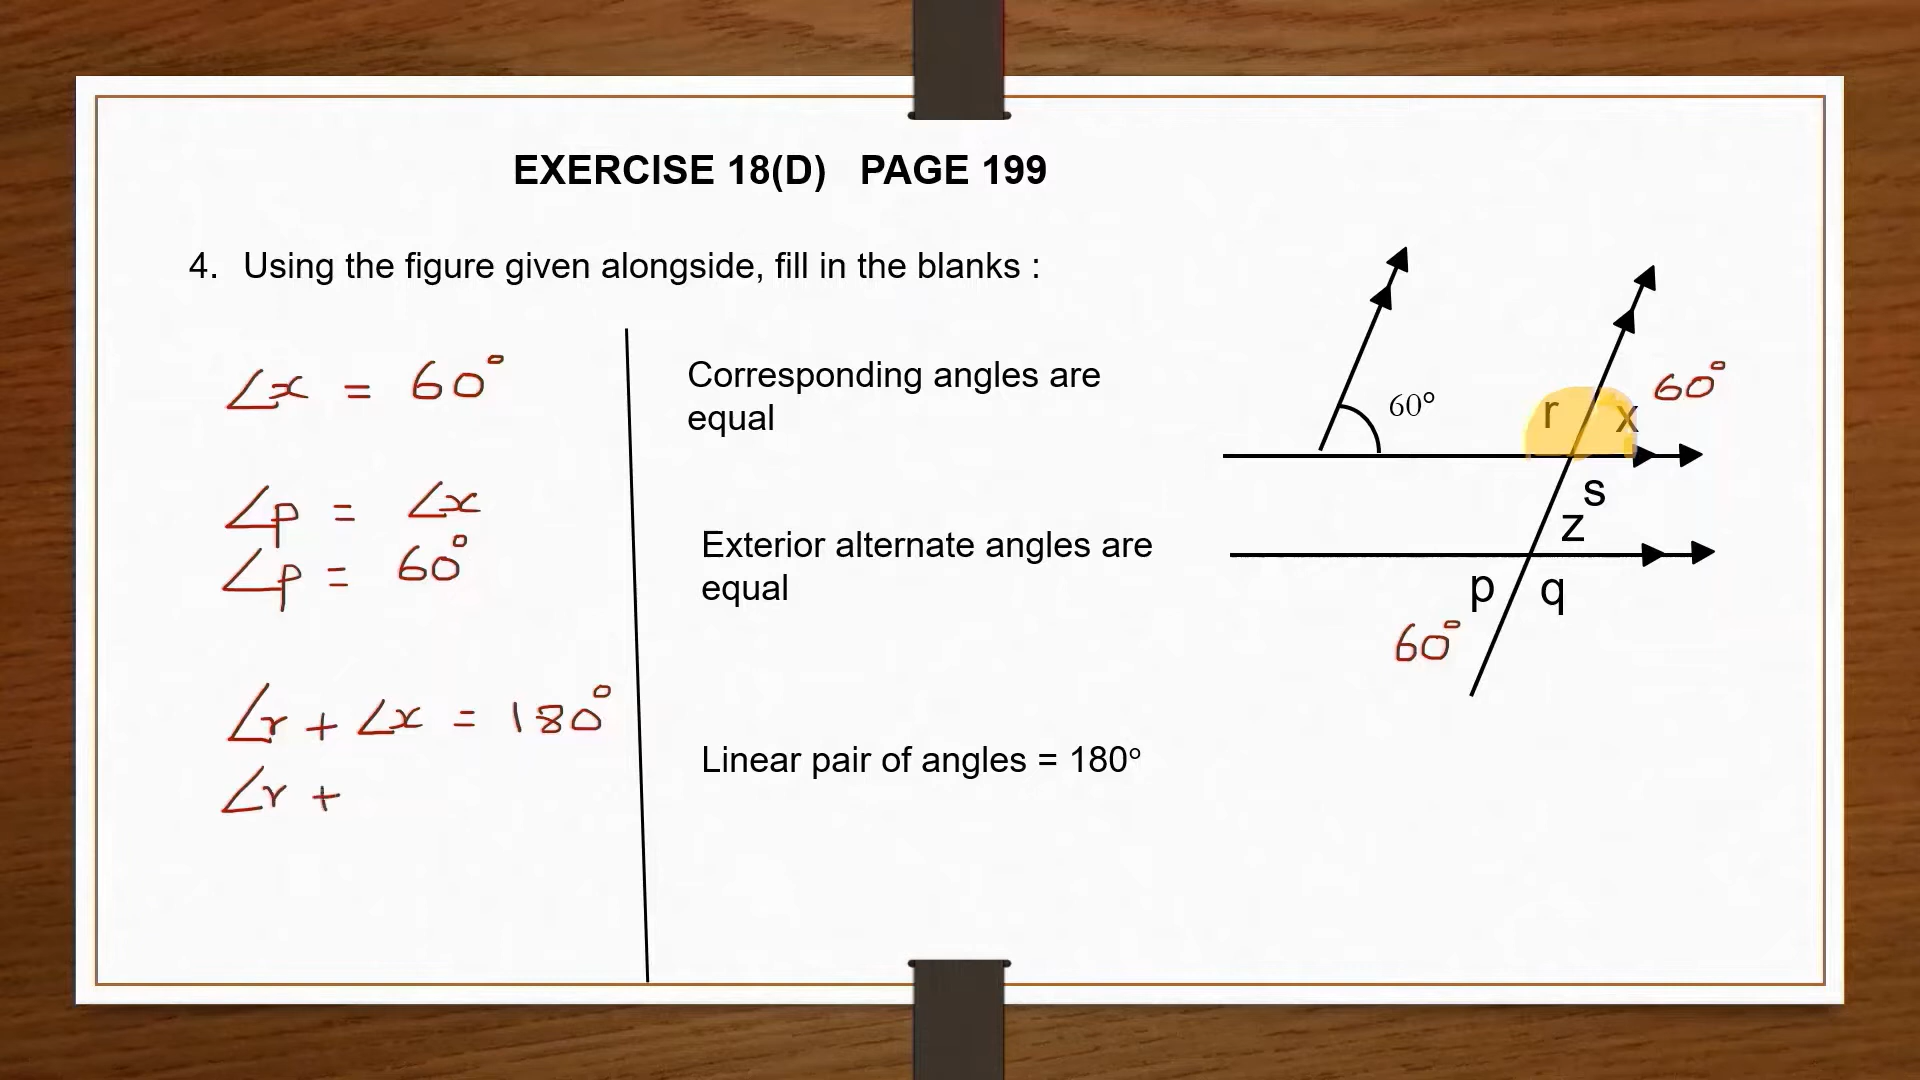 EXERCISE 18(D) PAGE 199
4. Using the figure given alongside, fill in the blanks :
∠x = 60°
Corresponding angles are
equal
∠p = ∠x
∠p = 60°
Exterior alternate angles are
equal
∠r + ∠x = 180°
∠r +
Linear pair of angles = 180°
60°
r x 60°
s
z
p q
60°